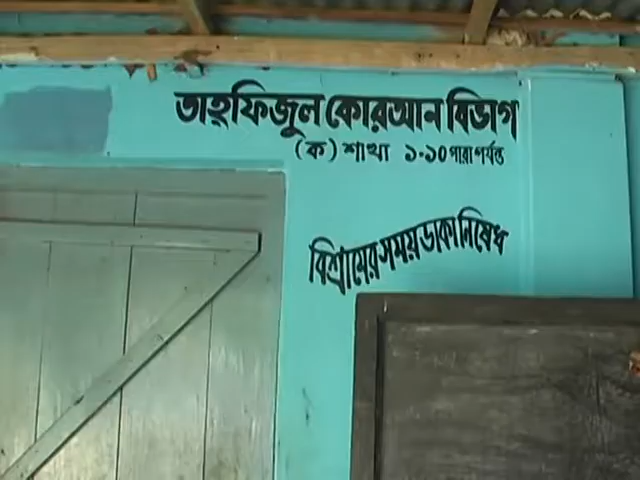 তাহফিজুল কোরআন বিভাগ
(ক) শাখা ১-১০ পারা পর্যন্ত
বিশ্রামের সময় ডাকা নিষেধ